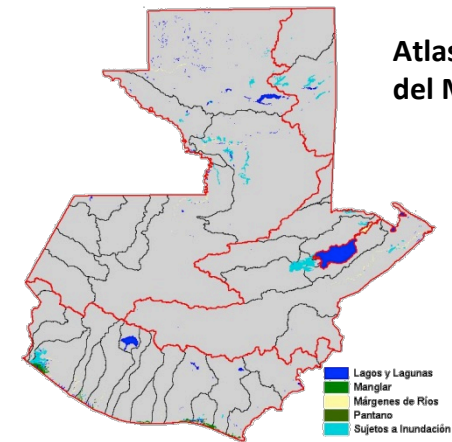 Atlas
del M
Lagos y Lagunas
Manglar
Márgenes de Ríos
Pantano
Sujetos a Inundación